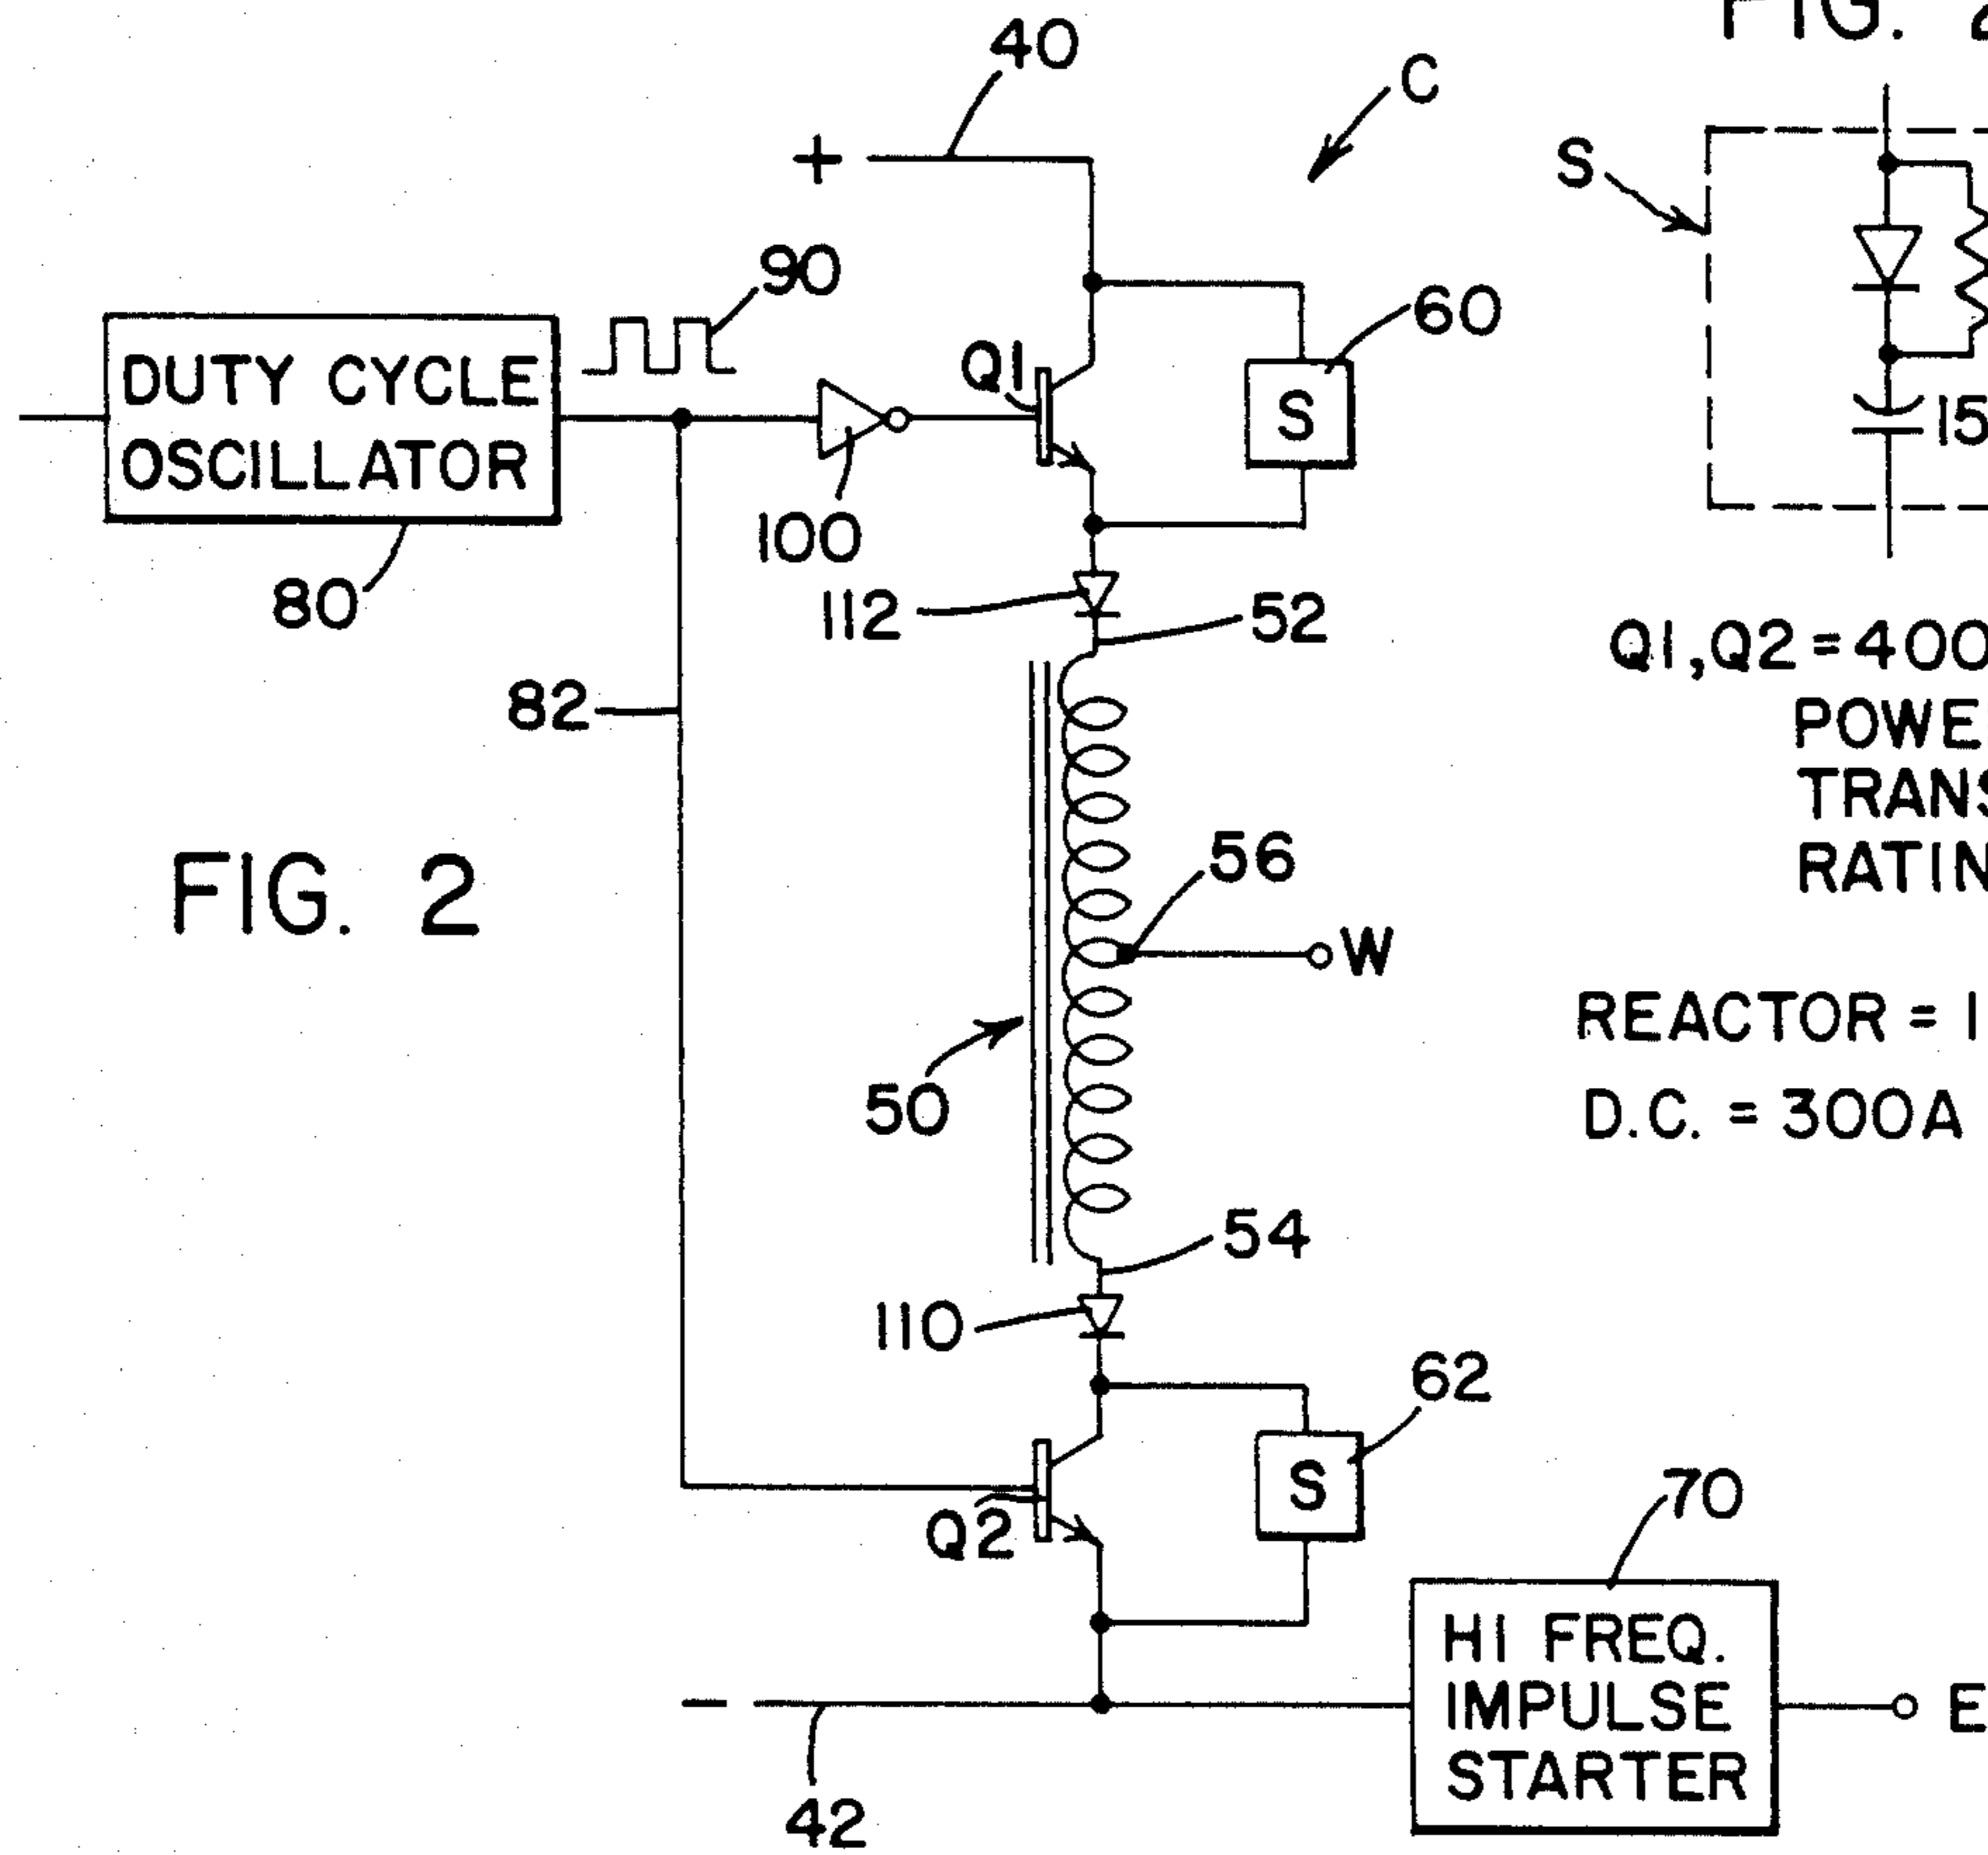 FIG. 2
40
C
+
S
90
60
Q1
DUTY CYCLE
OSCILLATOR
S
15
100
80
112
52
Q1, Q2 = 400
82
POWE
TRANS
RATIN
56
FIG. 2
W
REACTOR = 1
50
D.C. = 300A
54
110
62
S
70
Q2
HI FREQ.
IMPULSE
STARTER
E
−
42